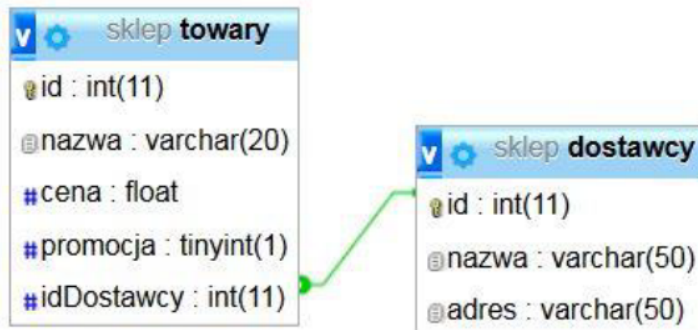 v sklep towary
id : int(11)
nazwa : varchar(20)
#cena : float
#promocja : tinyint(1)
#idDostawcy : int(11)
v sklep dostawcy
id : int(11)
nazwa : varchar(50)
adres : varchar(50)